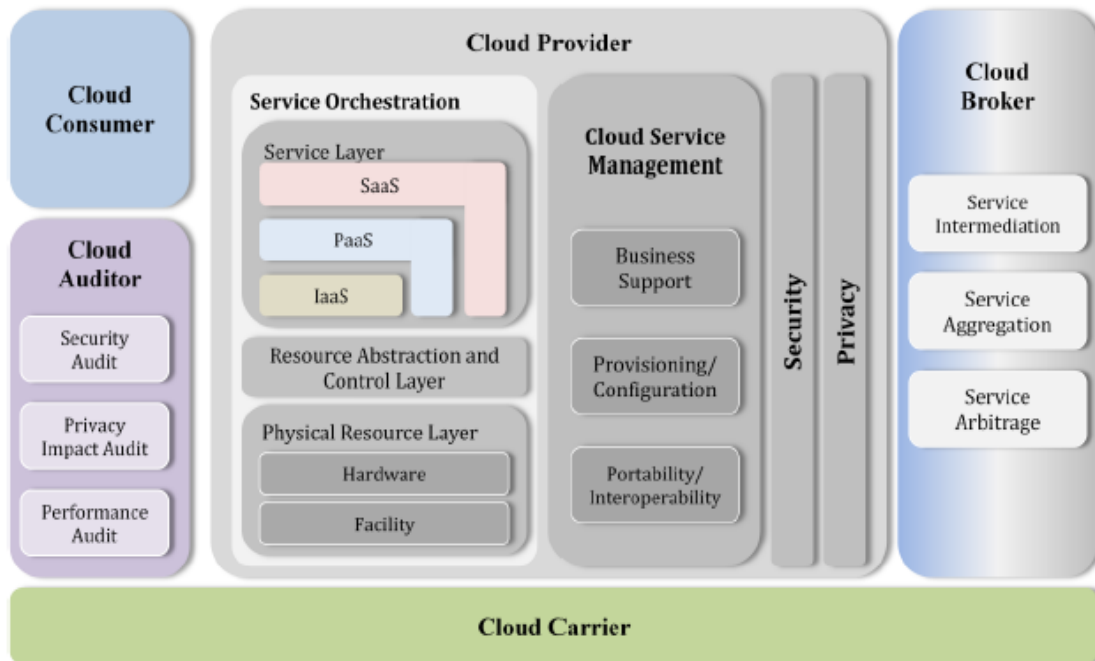 Cloud
Consumer
Cloud
Auditor
Security
Audit
Privacy
Impact Audit
Performance
Audit
Cloud Provider
Service Orchestration
Service Layer
SaaS
PaaS
IaaS
Resource Abstraction and
Control Layer
Physical Resource Layer
Hardware
Facility
Cloud Service
Management
Business
Support
Provisioning/
Configuration
Portability/
Interoperability
Security
Privacy
Cloud
Broker
Service
Intermediation
Service
Aggregation
Service
Arbitrage
Cloud Carrier